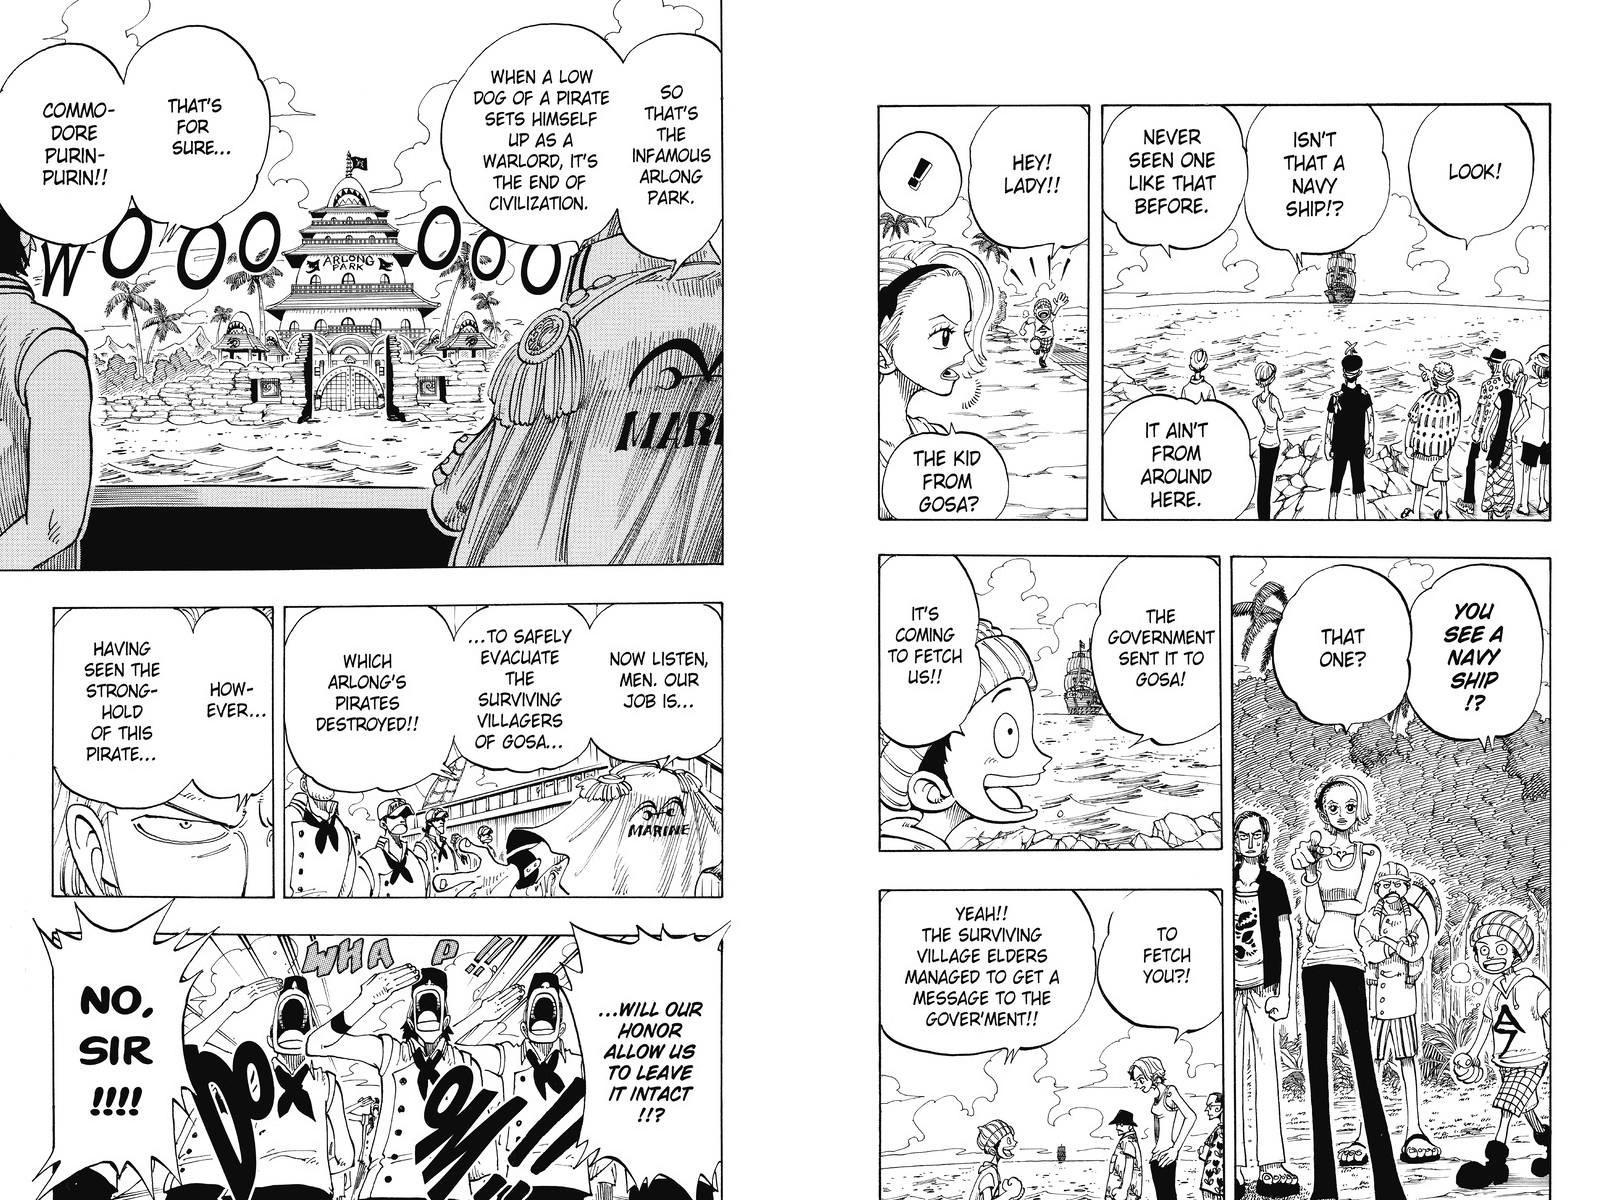 LOOK!
ISN'T
THAT A
NAVY
SHIP!?
NEVER
SEEN ONE
LIKE THAT
BEFORE.
IT AIN'T
FROM
AROUND
HERE.
HEY!
LADY!!
!
THE KID
FROM
GOSA?
YOU
SEE A
NAVY
SHIP
!?
THAT
ONE?
THE
GOVERNMENT
SENT IT TO
GOSA!
IT'S
COMING
TO FETCH
US!!
TO
FETCH
YOU?!
YEAH!!
THE SURVIVING
VILLAGE ELDERS
MANAGED TO GET A
MESSAGE TO THE
GOVER'MENT!!
SO
THAT'S
THE
INFAMOUS
ARLONG
PARK.
WHEN A LOW
DOG OF A PIRATE
SETS HIMSELF
UP AS A
WARLORD, IT'S
THE END OF
CIVILIZATION.
THAT'S
FOR
SURE...
COMMO-
DORE
PURIN-
PURIN!!
WOOO OOO
ARLONG
PARK
MARI
NOW LISTEN,
MEN. OUR
JOB IS...
...TO SAFELY
EVACUATE
THE
SURVIVING
VILLAGERS
OF GOSA...
WHICH
ARLONG'S
PIRATES
DESTROYED!!
MARINE
HOW-
EVER...
HAVING
SEEN THE
STRONG-
HOLD
OF THIS
PIRATE...
...WILL OUR
HONOR
ALLOW US
TO LEAVE
IT INTACT
!!?
WHAP!!
NO,
SIR
!!!!